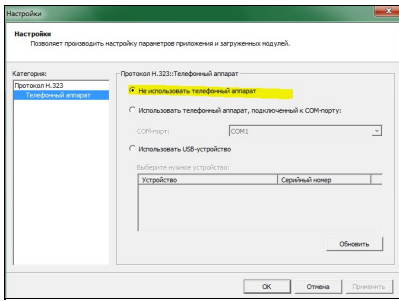 Настройки
Настройки
Позволяет производить настройку параметров приложения и загруженных модулей.
Категория:
Протокол H.323
Телефонный аппарат
Протокол H.323::Телефонный аппарат
Не использовать телефонный аппарат
Использовать телефонный аппарат, подключенный к COM-порту:
COM-порт:
COM1
Использовать USB-устройство
Выберите нужное устройство:
Устройство Серийный номер
Обновить
OK Отмена Применить